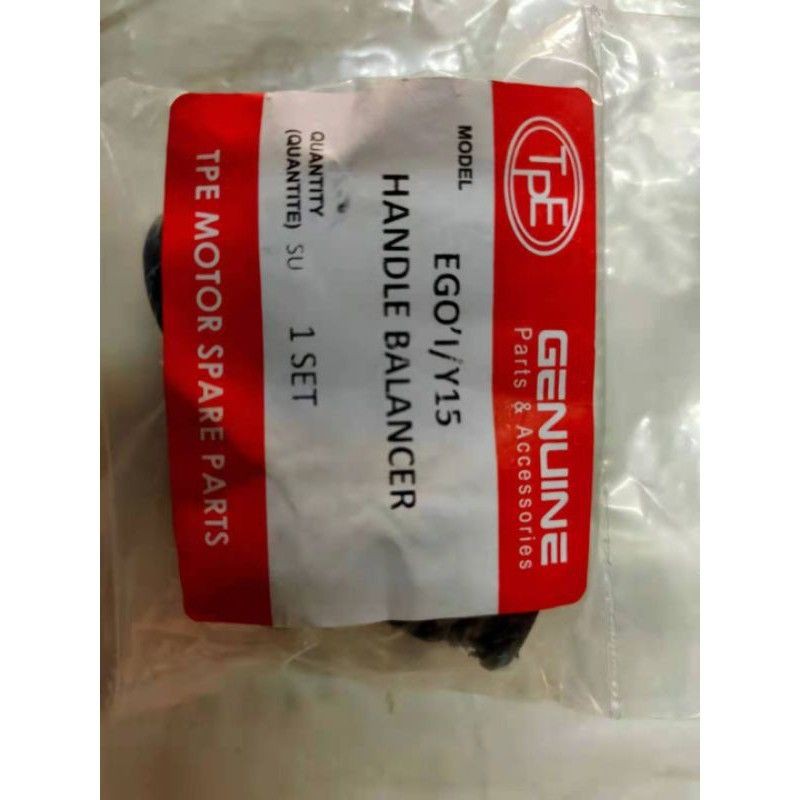 TPE
GENUINE
Parts & Accessories
MODEL EGO'I/Y15
HANDLE BALANCER
QUANTITY
(QUANTITE) SU 1 SET
TPE MOTOR SPARE PARTS